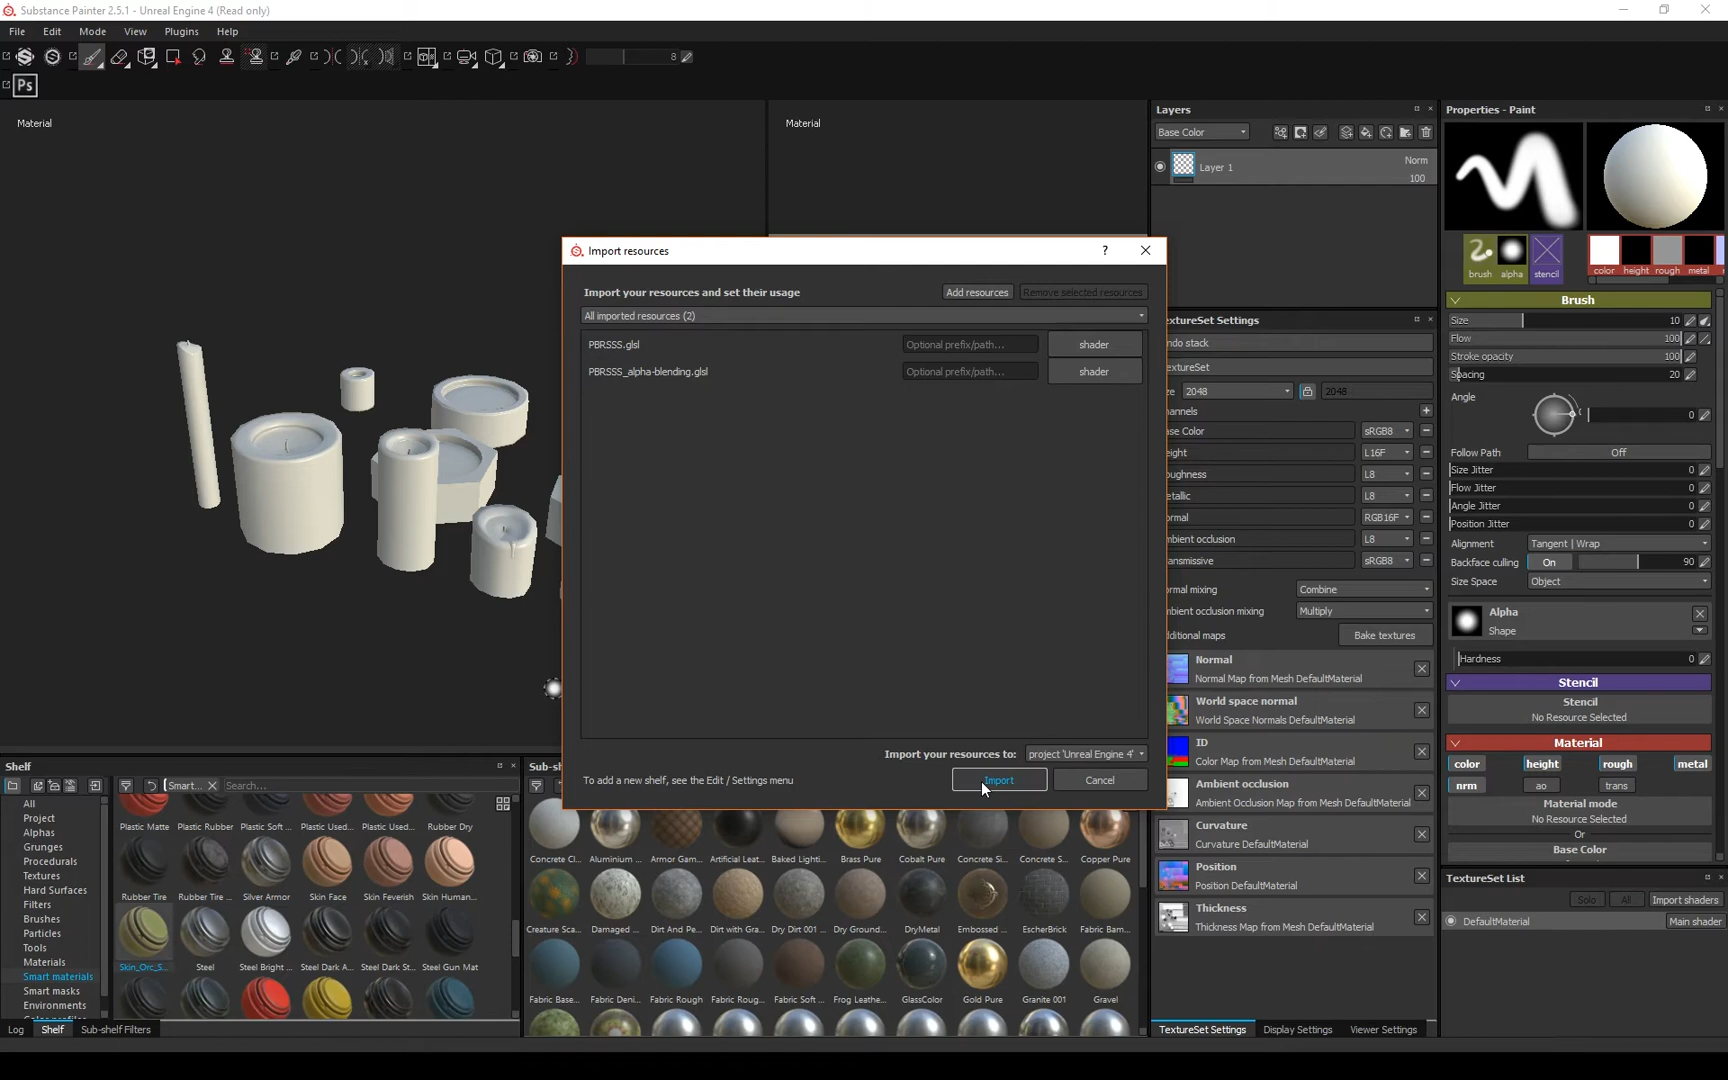 Substance Painter 2.5.1 - Unreal Engine 4 (Read only)
File Edit Mode View Plugins Help
8
Ps
Material
Material
Layers
Base Color
Layer 1
Norm
100
Properties - Paint
brush alpha stencil
color height rough metal
Import resources
?
Import your resources and set their usage
Add resources
Remove selected resources
All imported resources (2)
PBRSSS.glsl Optional prefix/path... shader
PBRSSS_alpha-blending.glsl Optional prefix/path... shader
Import your resources to: project 'Unreal Engine 4'
To add a new shelf, see the Edit / Settings menu
Import
Cancel
extureSet Settings
ndo stack
extureSet
ze 2048 2048
annels
ase Color sRGB8
eight L16F
oughness L8
etallic L8
ormal RGB16F
mbient occlusion L8
ansmissive sRGB8
ormal mixing Combine
mbient occlusion mixing Multiply
dditional maps Bake textures
Normal
Normal Map from Mesh DefaultMaterial
World space normal
World Space Normals DefaultMaterial
ID
Color Map from Mesh DefaultMaterial
Ambient occlusion
Ambient Occlusion Map from Mesh DefaultMaterial
Curvature
Curvature DefaultMaterial
Position
Position DefaultMaterial
Thickness
Thickness Map from Mesh DefaultMaterial
TextureSet Settings Display Settings Viewer Settings
Brush
Size 10
Flow 100
Stroke opacity 100
Spacing 20
Angle 0
Follow Path Off
Size Jitter 0
Flow Jitter 0
Angle Jitter 0
Position Jitter 0
Alignment Tangent | Wrap
Backface culling On 90
Size Space Object
Alpha
Shape
Hardness 0
Stencil
Stencil
No Resource Selected
Material
color height rough metal
nrm ao trans
Material mode
No Resource Selected
Or
Base Color
TextureSet List
Solo All Import shaders
DefaultMaterial Main shader
Shelf
Smart... Search...
All
Project
Alphas
Grunges
Procedurals
Textures
Hard Surfaces
Filters
Brushes
Particles
Tools
Materials
Smart materials
Smart masks
Environments
Color profiles
Plastic Matte Plastic Rubber Plastic Soft ... Plastic Used... Plastic Used... Rubber Dry
Rubber Tire Rubber Tire ... Silver Armor Skin Face Skin Feverish Skin Human...
Skin_Orc_S... Steel Steel Bright ... Steel Dark A... Steel Dark St... Steel Gun Mat
Log Shelf Sub-shelf Filters
Sub-sh
Concrete Cl... Aluminium ... Armor Gam... Artificial Leat... Baked Lighti... Brass Pure Cobalt Pure Concrete Si... Concrete S... Copper Pure
Creature Sca... Damaged ... Dirt And Pe... Dirt with Gra... Dry Dirt 001 ... Dry Ground... DryMetal Embossed ... EscherBrick Fabric Bam...
Fabric Base... Fabric Deni... Fabric Rough Fabric Roug... Fabric Soft ... Frog Leathe... GlassColor Gold Pure Granite 001 Gravel